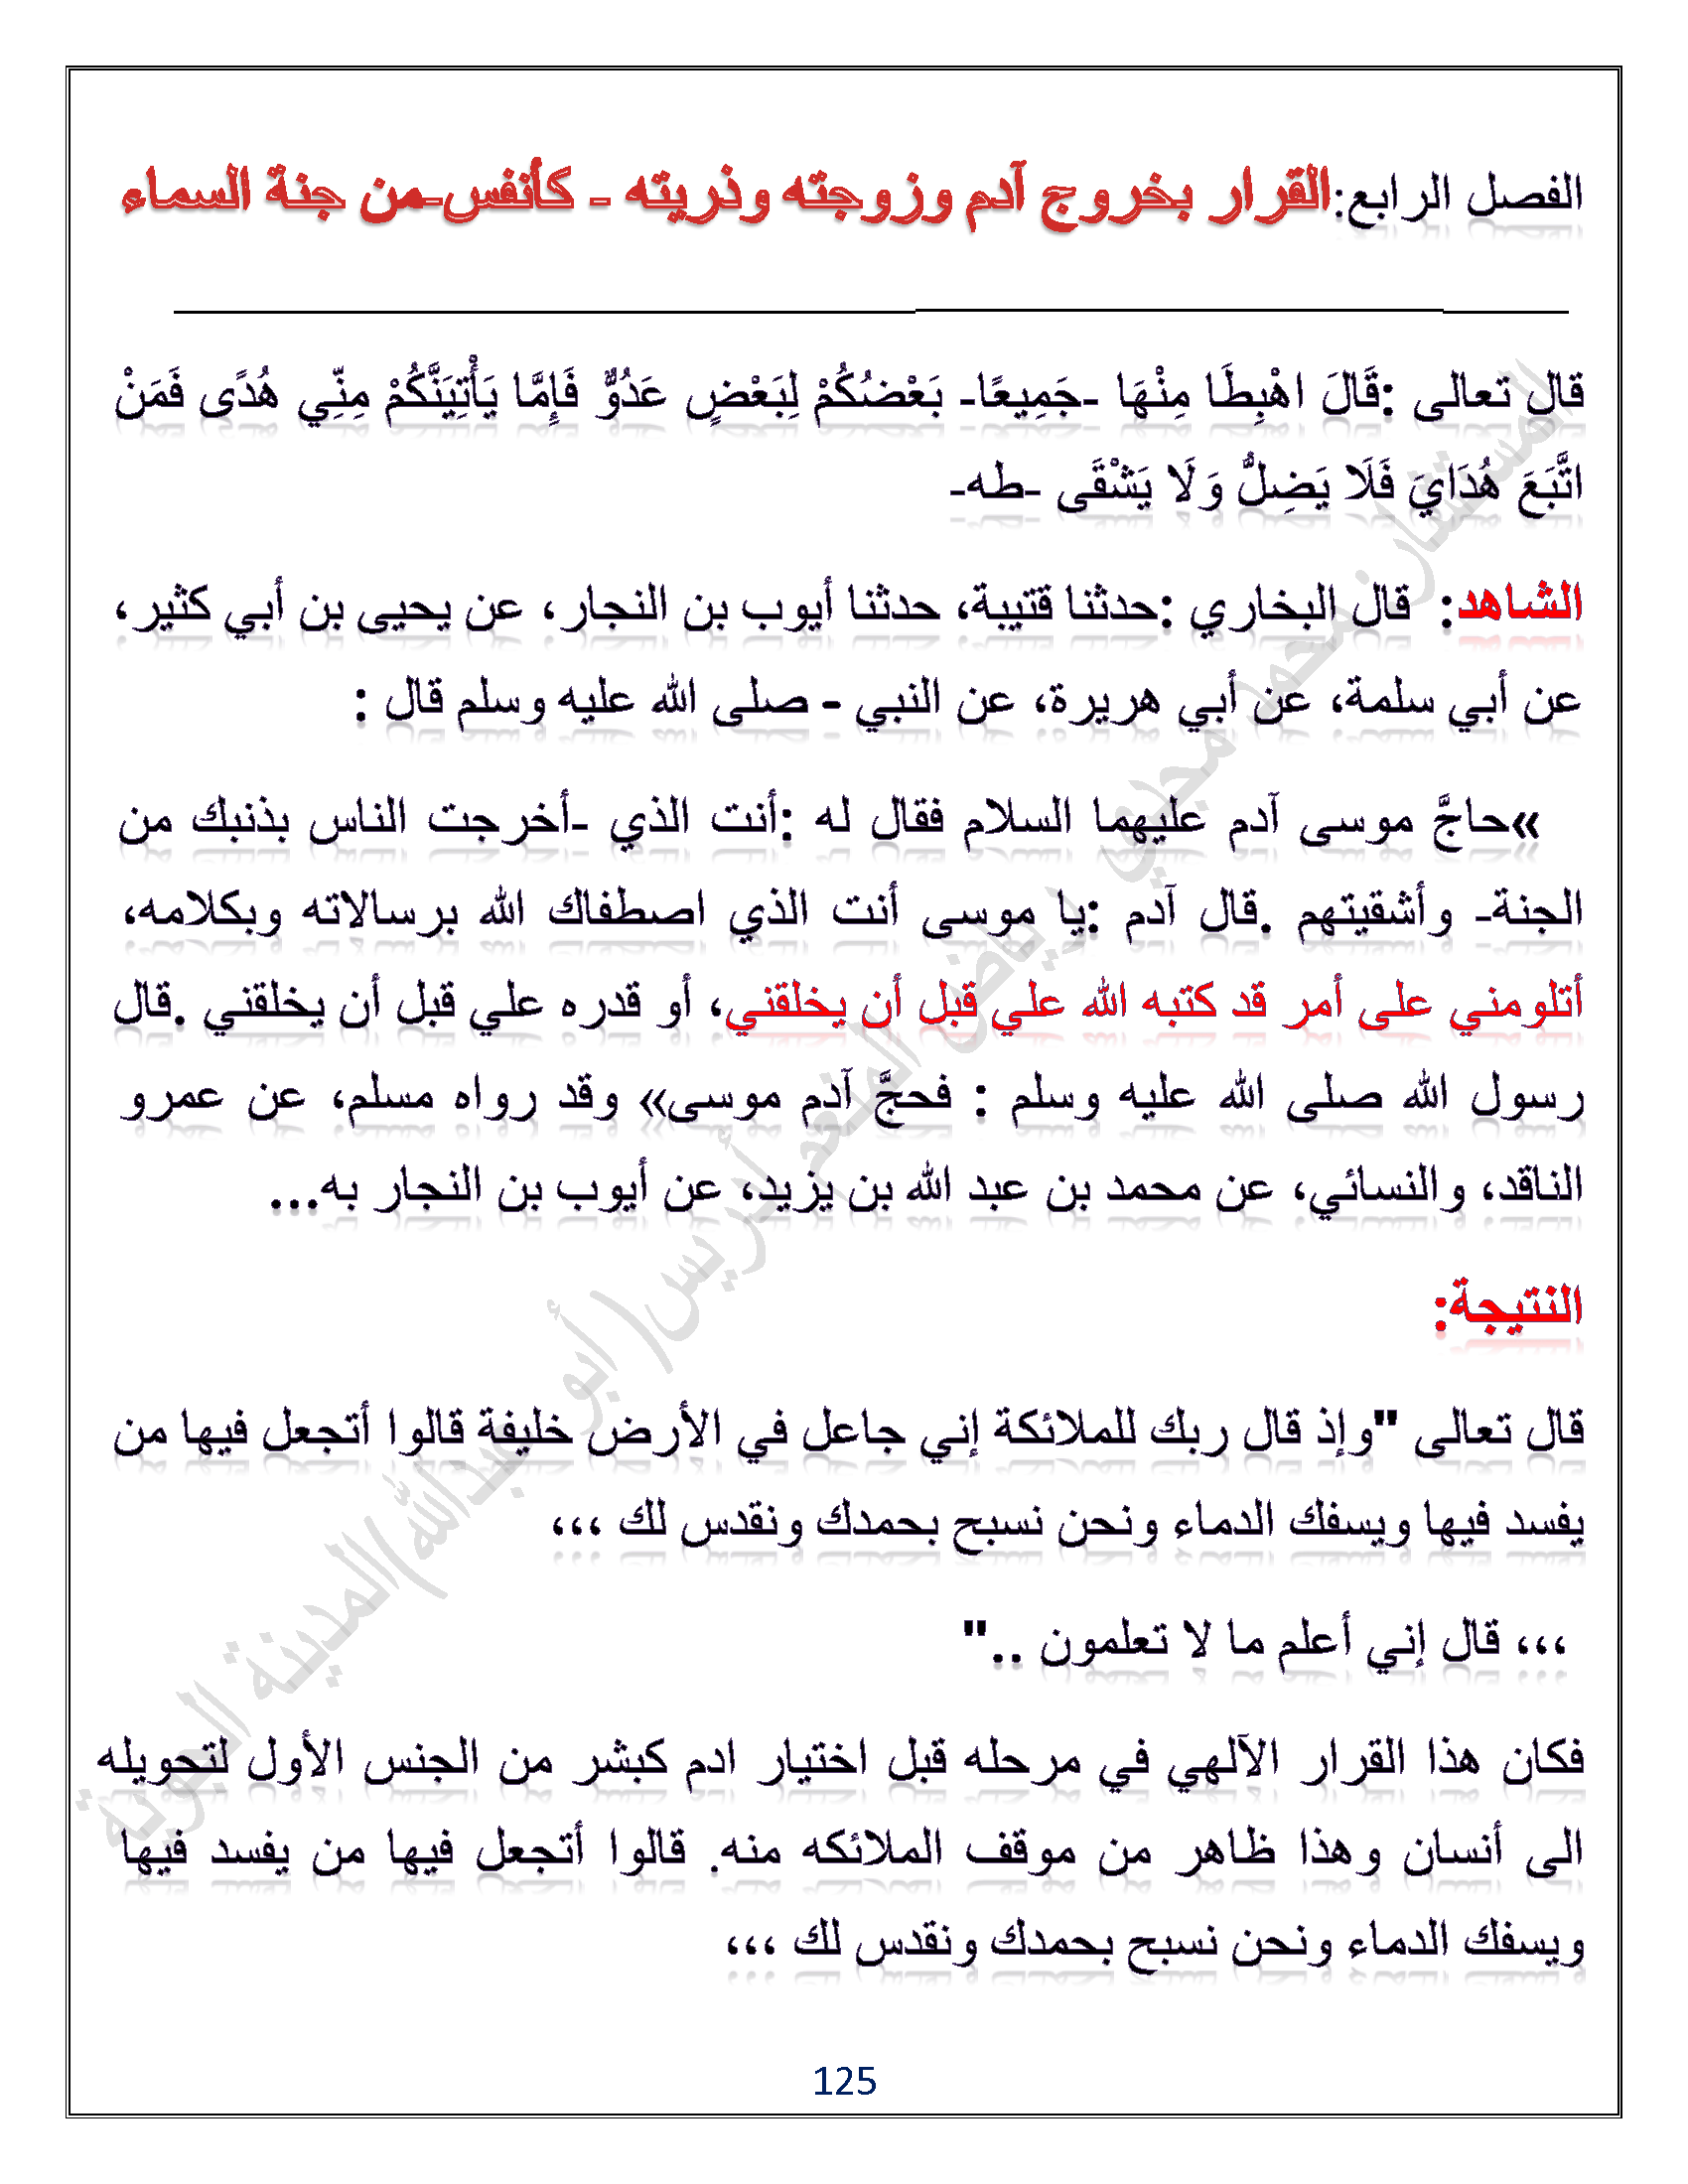 الفصل الرابع:القرار بخروج آدم وزوجته وذريته - كأنفس-من جنة السماء
قال تعالى :قَالَ اهْبِطَا مِنْهَا -جَمِيعًا- بَعْضُكُمْ لِبَعْضٍ عَدُوٌّ فَإِمَّا يَأْتِيَنَّكُمْ مِنِّي هُدًى فَمَنْ
اتَّبَعَ هُدَايَ فَلَا يَضِلُّ وَلَا يَشْقَى -طه-
الشاهد: قال البخاري :حدثنا قتيبة، حدثنا أيوب بن النجار، عن يحيى بن أبي كثير،
عن أبي سلمة، عن أبي هريرة، عن النبي - صلى الله عليه وسلم قال :
»حاجَّ موسى آدم عليهما السلام فقال له :أنت الذي -أخرجت الناس بذنبك من
الجنة- وأشقيتهم .قال آدم :يا موسى أنت الذي اصطفاك الله برسالاته وبكلامه،
أتلومني على أمر قد كتبه الله علي قبل أن يخلقني، أو قدره علي قبل أن يخلقني .قال
رسول الله صلى الله عليه وسلم : فحجَّ آدم موسى» وقد رواه مسلم، عن عمرو
الناقد، والنسائي، عن محمد بن عبد الله بن يزيد، عن أيوب بن النجار به...
النتيجة:
قال تعالى "وإذ قال ربك للملائكة إني جاعل في الأرض خليفة قالوا أتجعل فيها من
يفسد فيها ويسفك الدماء ونحن نسبح بحمدك ونقدس لك ،،،
،،، قال إني أعلم ما لا تعلمون .."
فكان هذا القرار الآلهي في مرحله قبل اختيار ادم كبشر من الجنس الأول لتحويله
الى أنسان وهذا ظاهر من موقف الملائكه منه. قالوا أتجعل فيها من يفسد فيها
ويسفك الدماء ونحن نسبح بحمدك ونقدس لك ،،،
125